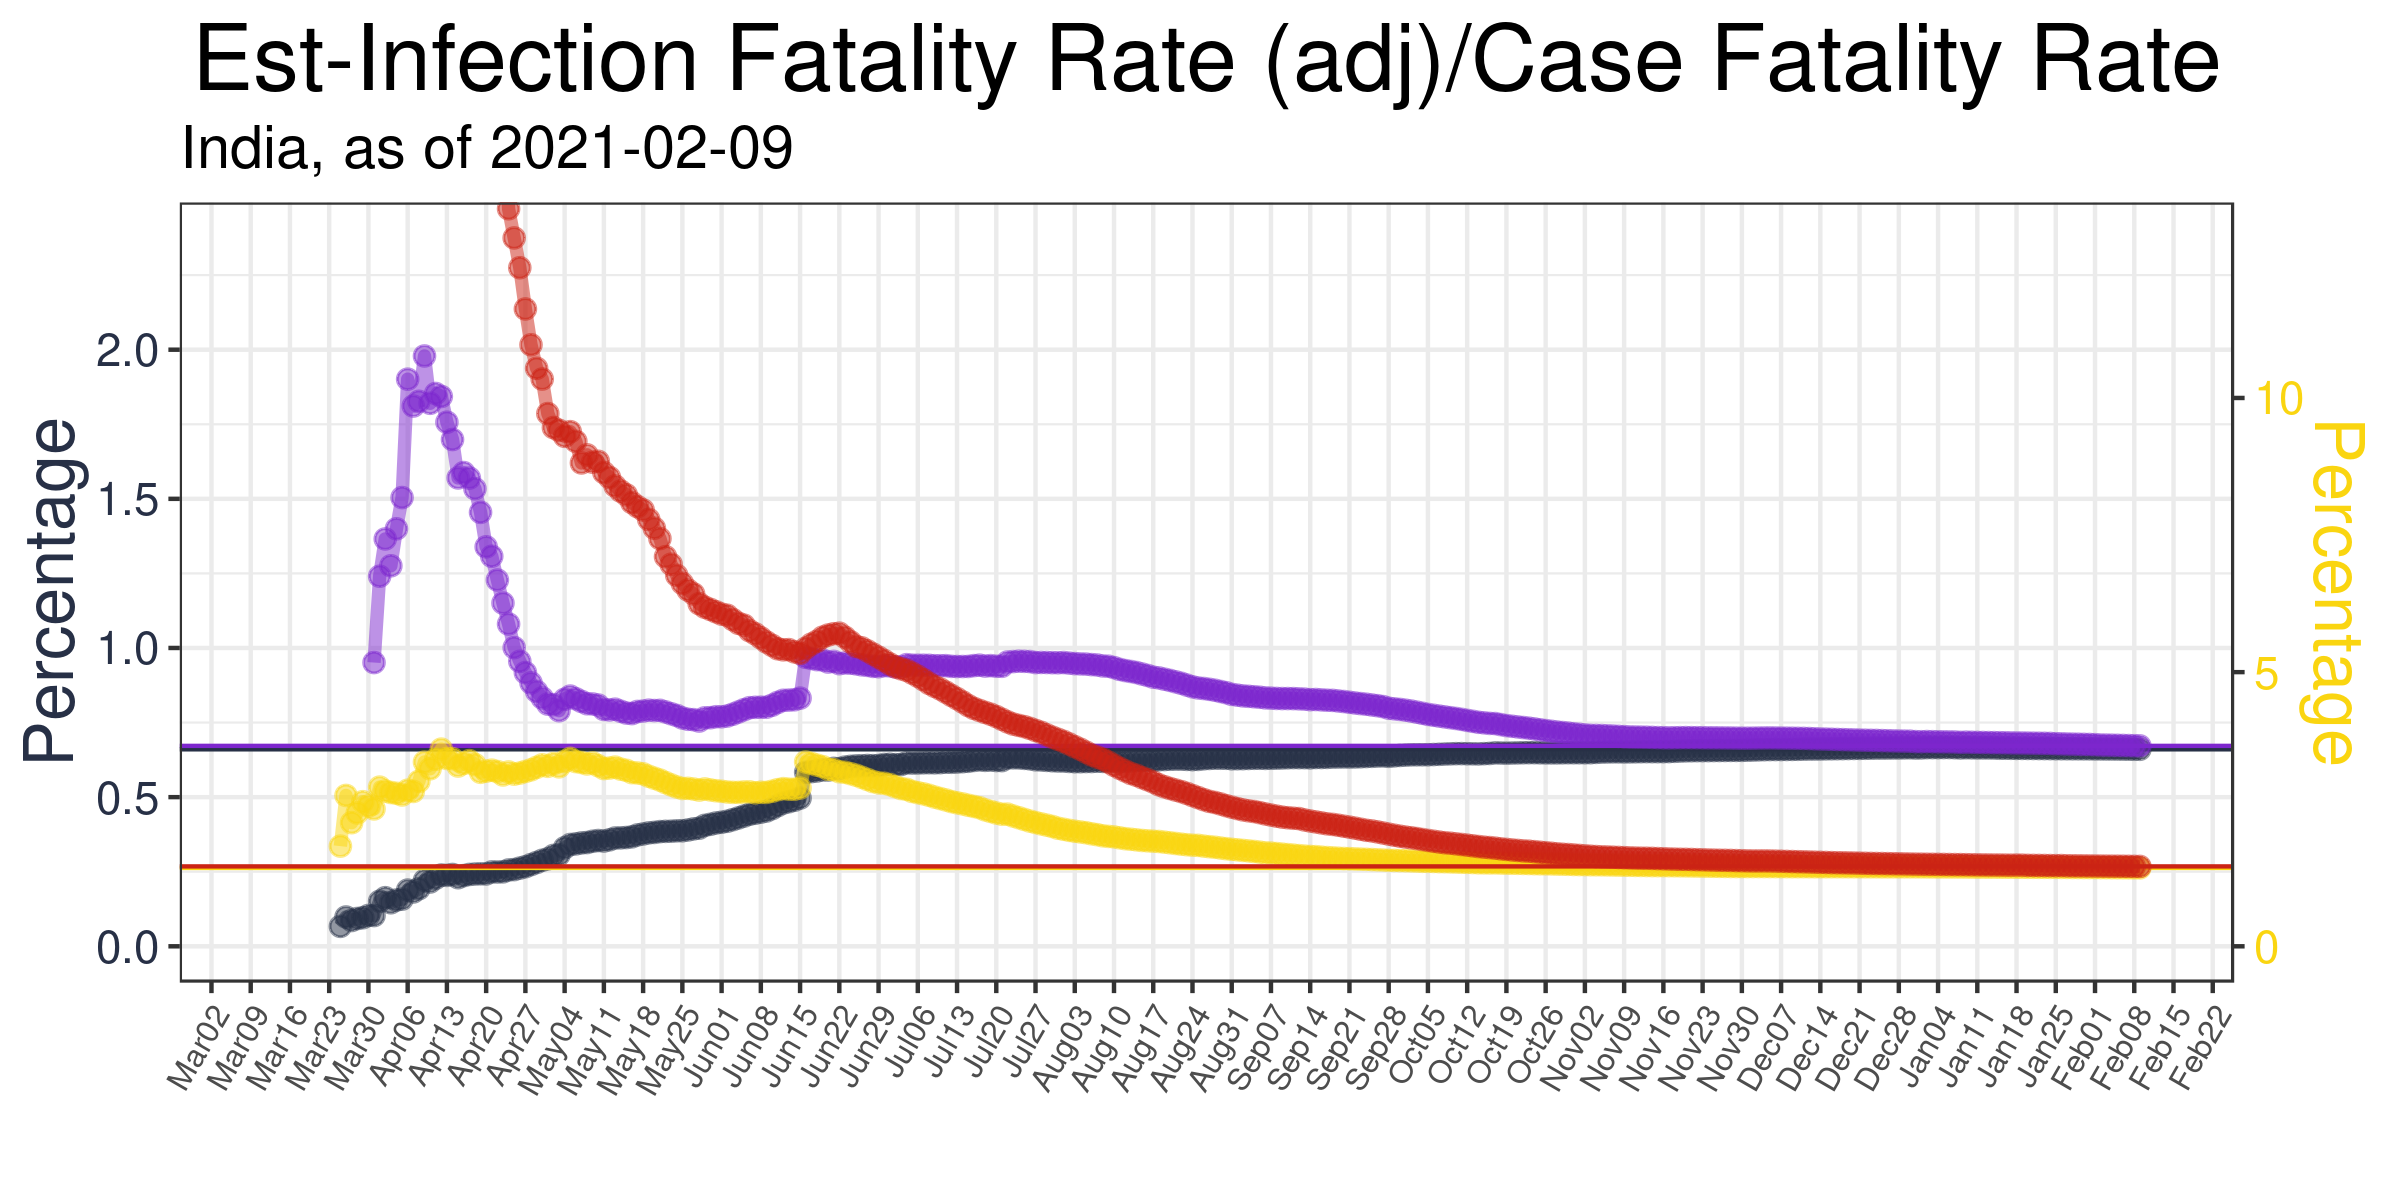 Est-Infection Fatality Rate (adj)/Case Fatality Rate
India, as of 2021-02-09
Percentage
2.0
1.5
1.0
0.5
0.0
10
5
0
Percentage
Mar02 Mar09 Mar16 Mar23 Mar30 Apr06 Apr13 Apr20 Apr27 May04 May11 May18 May25 Jun01 Jun08 Jun15 Jun22 Jun29 Jul06 Jul13 Jul20 Jul27 Aug03 Aug10 Aug17 Aug24 Aug31 Sep07 Sep14 Sep21 Sep28 Oct05 Oct12 Oct19 Oct26 Nov02 Nov09 Nov16 Nov23 Nov30 Dec07 Dec14 Dec21 Dec28 Jan04 Jan11 Jan18 Jan25 Feb01 Feb08 Feb15 Feb22